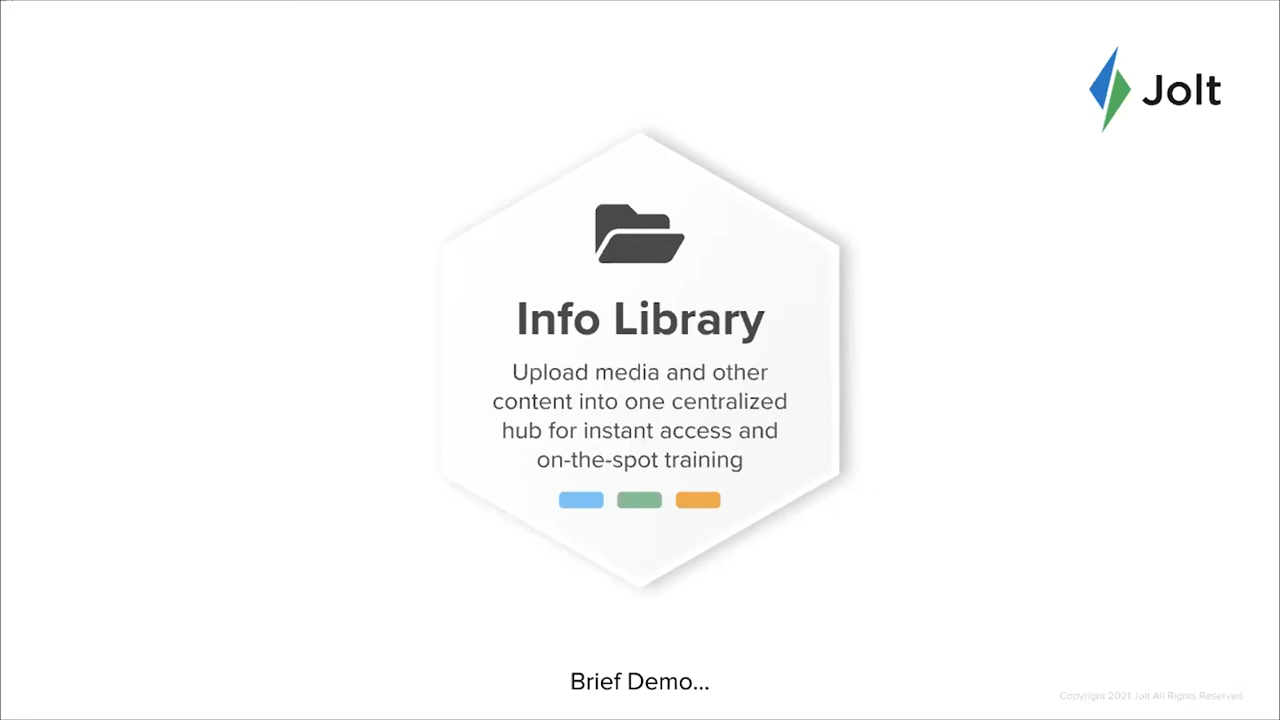 Jolt
Info Library
Upload media and other
content into one centralized
hub for instant access and
on-the-spot training
Brief Demo...
Copyright 2021 Jolt All Rights Reserved